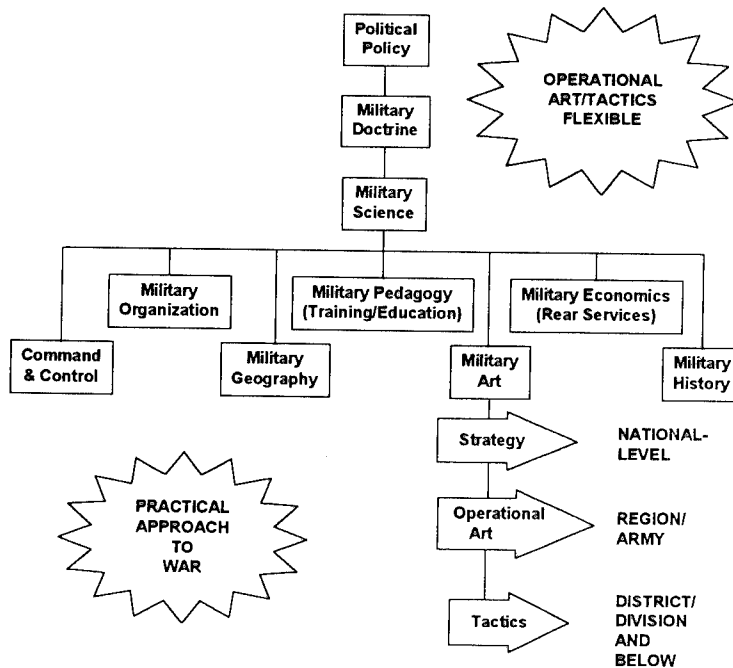 Political
Policy
OPERATIONAL
ART/TACTICS
FLEXIBLE
Military
Doctrine
Military
Science
Military
Organization
Military Pedagogy
(Training/Education)
Military Economics
(Rear Services)
Command
& Control
Military
Geography
Military
Art
Military
History
Strategy
NATIONAL-
LEVEL
PRACTICAL
APPROACH
TO
WAR
Operational
Art
REGION/
ARMY
Tactics
DISTRICT/
DIVISION
AND
BELOW